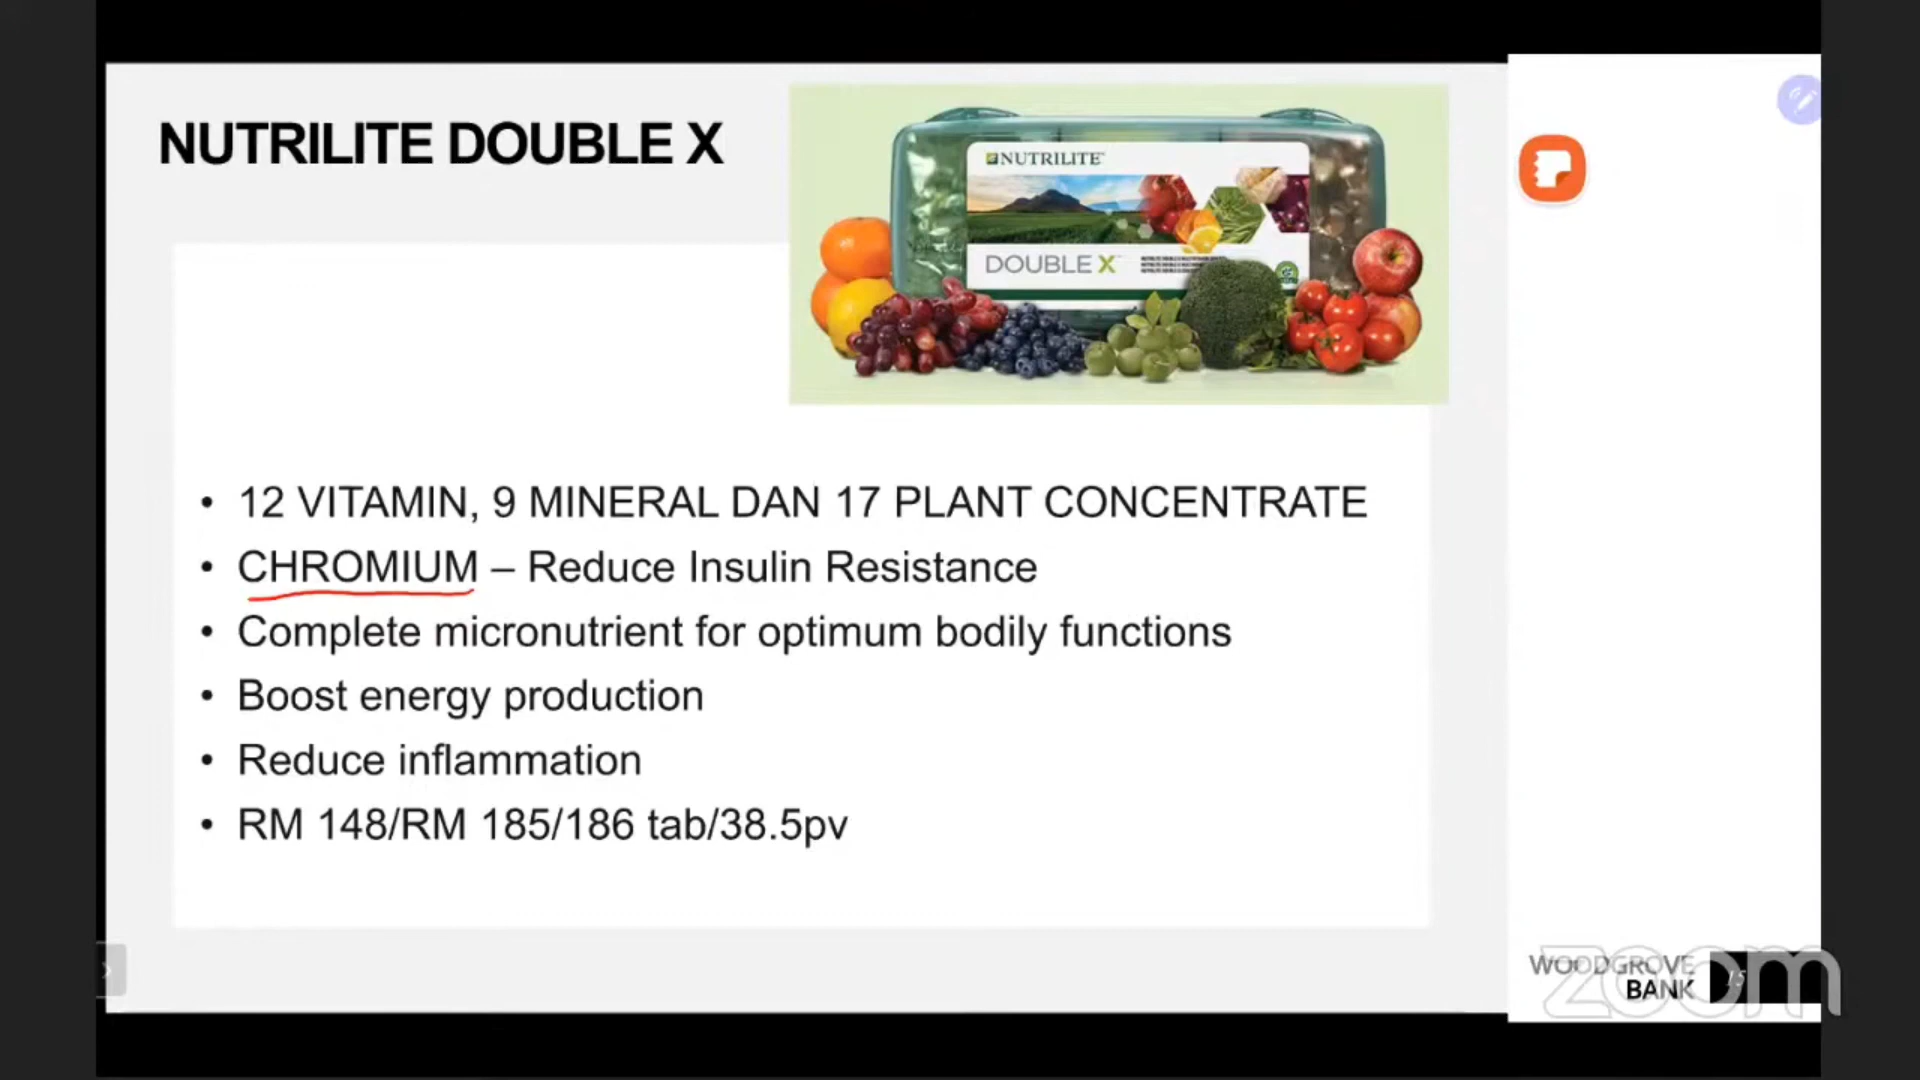 NUTRILITE DOUBLE X
NUTRILITE
DOUBLE X
• 12 VITAMIN, 9 MINERAL DAN 17 PLANT CONCENTRATE
• CHROMIUM – Reduce Insulin Resistance
• Complete micronutrient for optimum bodily functions
• Boost energy production
• Reduce inflammation
• RM 148/RM 185/186 tab/38.5pv
WOODGROVE
BANK
15
zoom